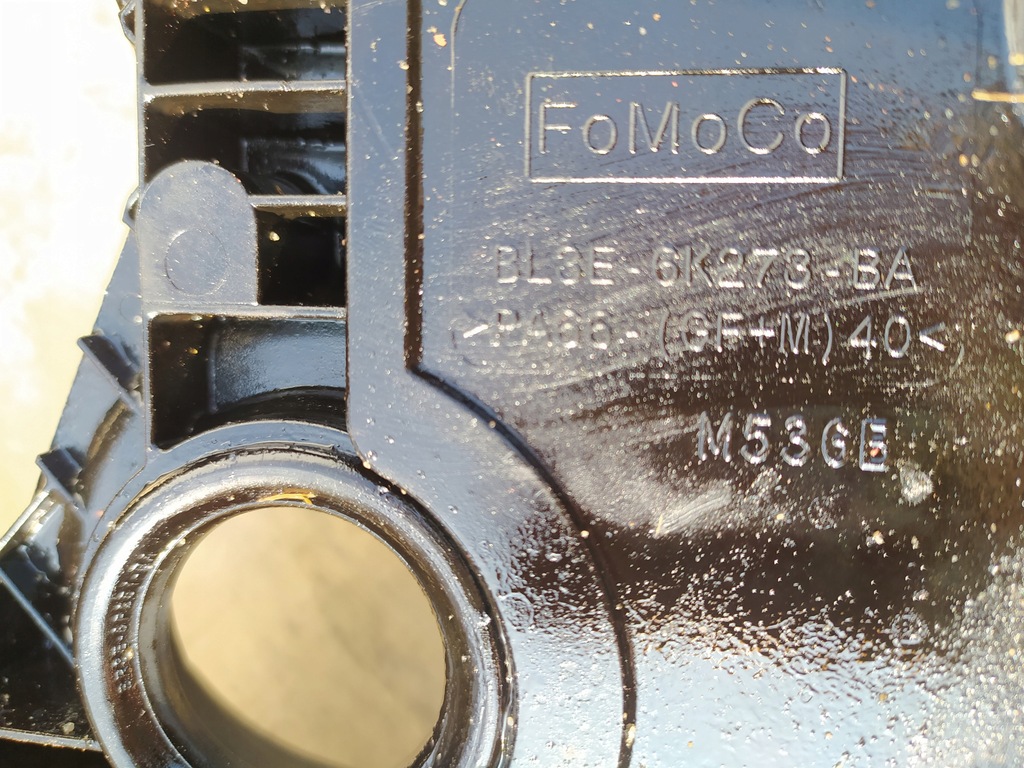 FoMoCo
BL3E-6K273-BA
>PA66-(GF+M)40<
M53GE